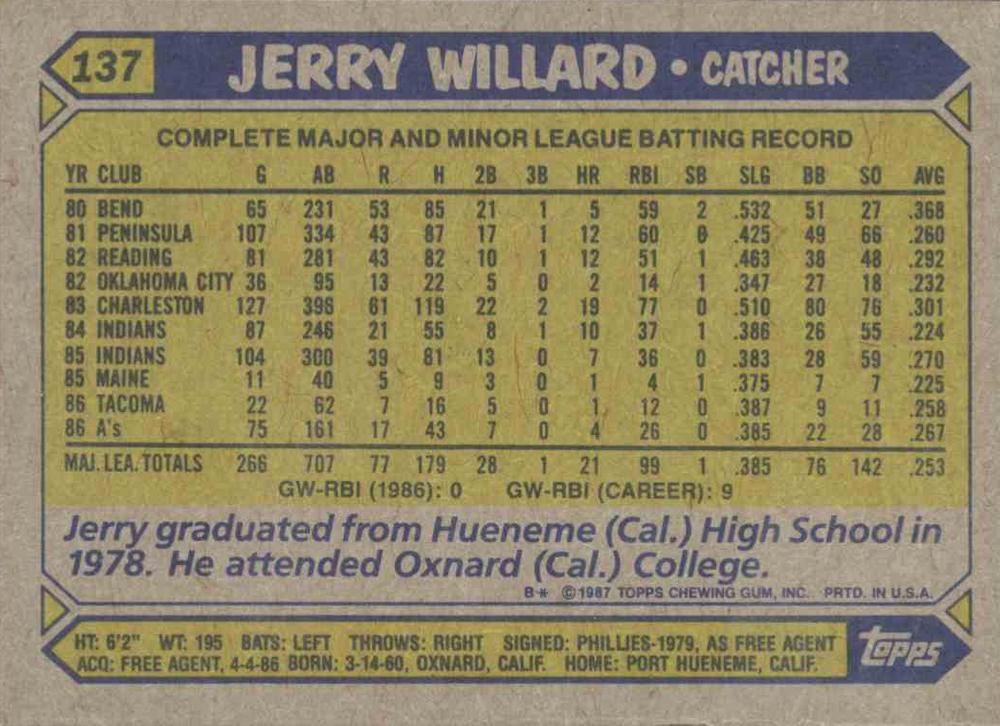 137 JERRY WILLARD • CATCHER
COMPLETE MAJOR AND MINOR LEAGUE BATTING RECORD
YR CLUB G AB R H 2B 3B HR RBI SB SLG BB SO AVG
80 BEND 65 231 53 85 21 1 5 59 2 .532 51 27 .368
81 PENINSULA 107 334 43 87 17 1 12 60 0 .425 49 66 .260
82 READING 81 281 43 82 10 1 12 51 1 .463 38 48 .292
82 OKLAHOMA CITY 36 95 13 22 5 0 2 14 1 .347 27 18 .232
83 CHARLESTON 127 396 61 119 22 2 19 77 0 .510 80 76 .301
84 INDIANS 87 246 21 55 8 1 10 37 1 .386 26 55 .224
85 INDIANS 104 300 39 81 13 0 7 36 0 .383 28 59 .270
85 MAINE 11 40 5 9 3 0 1 4 1 .375 7 7 .225
86 TACOMA 22 62 7 16 5 0 1 12 0 .387 9 11 .258
86 A's 75 161 17 43 7 0 4 26 0 .385 22 28 .267
MAJ. LEA. TOTALS 266 707 77 179 28 1 21 99 1 .385 76 142 .253
GW-RBI (1986): 0 GW-RBI (CAREER): 9
Jerry graduated from Hueneme (Cal.) High School in
1978. He attended Oxnard (Cal.) College.
B* ©1987 TOPPS CHEWING GUM, INC. PRTD. IN U.S.A.
HT: 6'2" WT: 195 BATS: LEFT THROWS: RIGHT SIGNED: PHILLIES-1979, AS FREE AGENT
ACQ: FREE AGENT, 4-4-86 BORN: 3-14-60, OXNARD, CALIF. HOME: PORT HUENEME, CALIF.
Topps